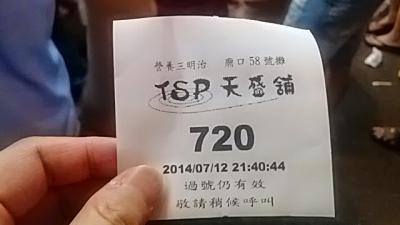 營養三明治 廟口58號攤
TSP 天盛舖
720
2014/07/12 21:40:44
過號仍有效
敬請稍候呼叫